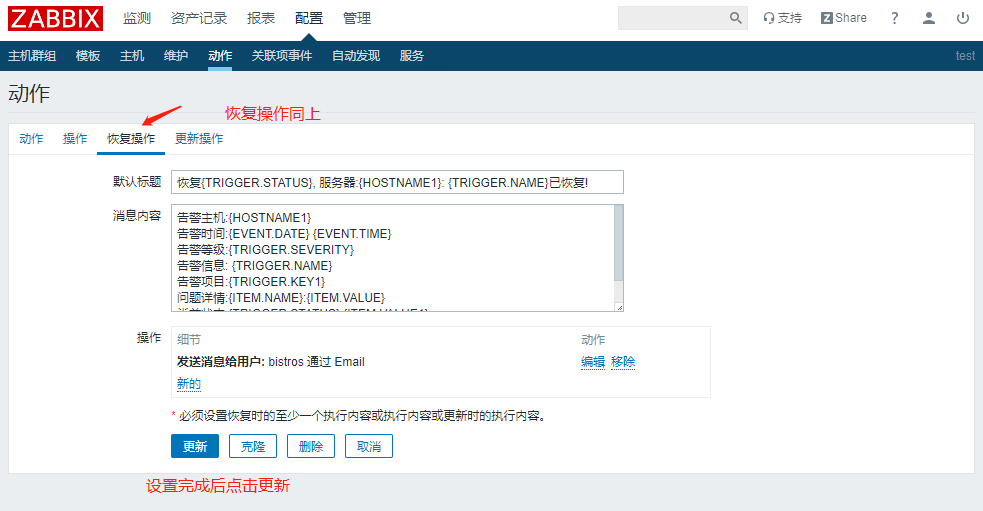 ZABBIX 监测 资产记录 报表 配置 管理 支持 Share ?
主机群组 模板 主机 维护 动作 关联项事件 自动发现 服务 test
动作
恢复操作同上
动作 操作 恢复操作 更新操作
默认标题 恢复{TRIGGER.STATUS}, 服务器:{HOSTNAME1}: {TRIGGER.NAME}已恢复!
消息内容 告警主机:{HOSTNAME1}
告警时间:{EVENT.DATE} {EVENT.TIME}
告警等级:{TRIGGER.SEVERITY}
告警信息: {TRIGGER.NAME}
告警项目:{TRIGGER.KEY1}
问题详情:{ITEM.NAME}:{ITEM.VALUE}
操作 细节 动作
发送消息给用户: bistros 通过 Email 编辑 移除
新的
* 必须设置恢复时的至少一个执行内容或执行内容或更新时的执行内容。
更新 克隆 删除 取消
设置完成后点击更新